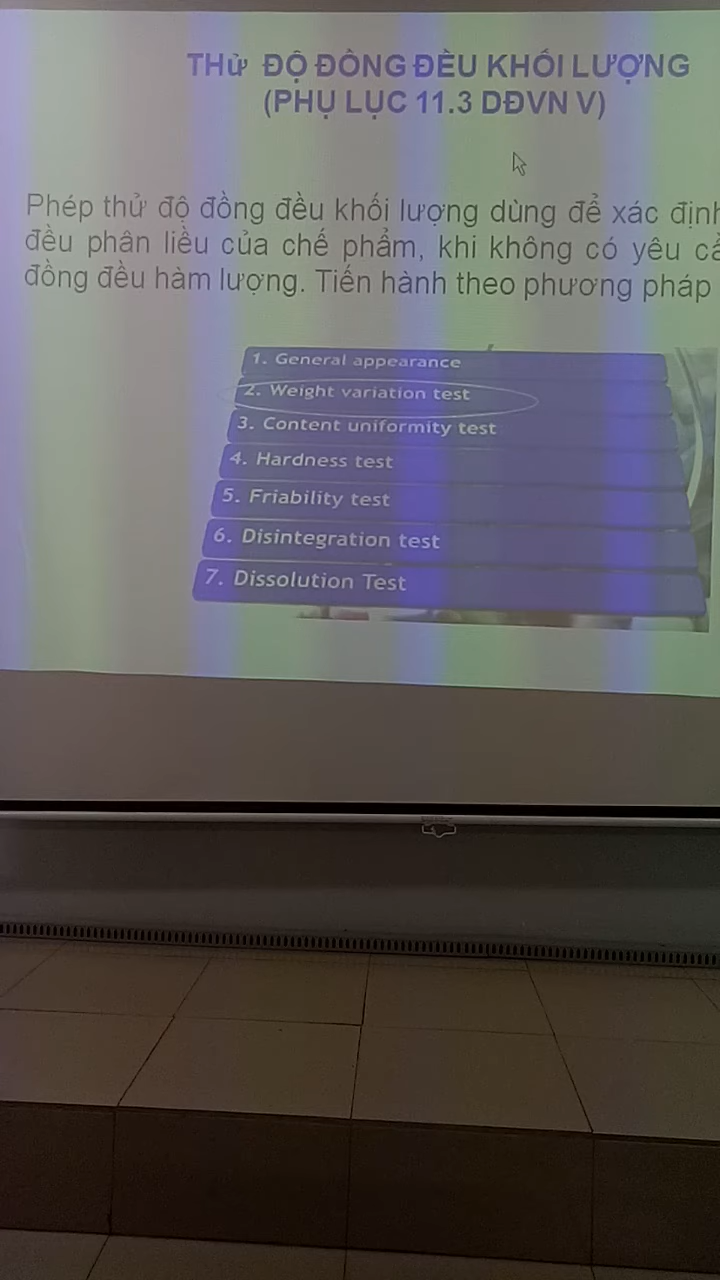 THử ĐỘ ĐỒNG ĐỀU KHỐI LƯỢNG
(PHỤ LỤC 11.3 DĐVN V)
Phép thử độ đồng đều khối lượng dùng để xác định
đều phân liều của chế phẩm, khi không có yêu
đồng đều hàm lượng. Tiến hành theo phương pháp
1. General appearance
2. Weight variation test
3. Content uniformity test
4. Hardness test
5. Friability test
6. Disintegration test
7. Dissolution Test